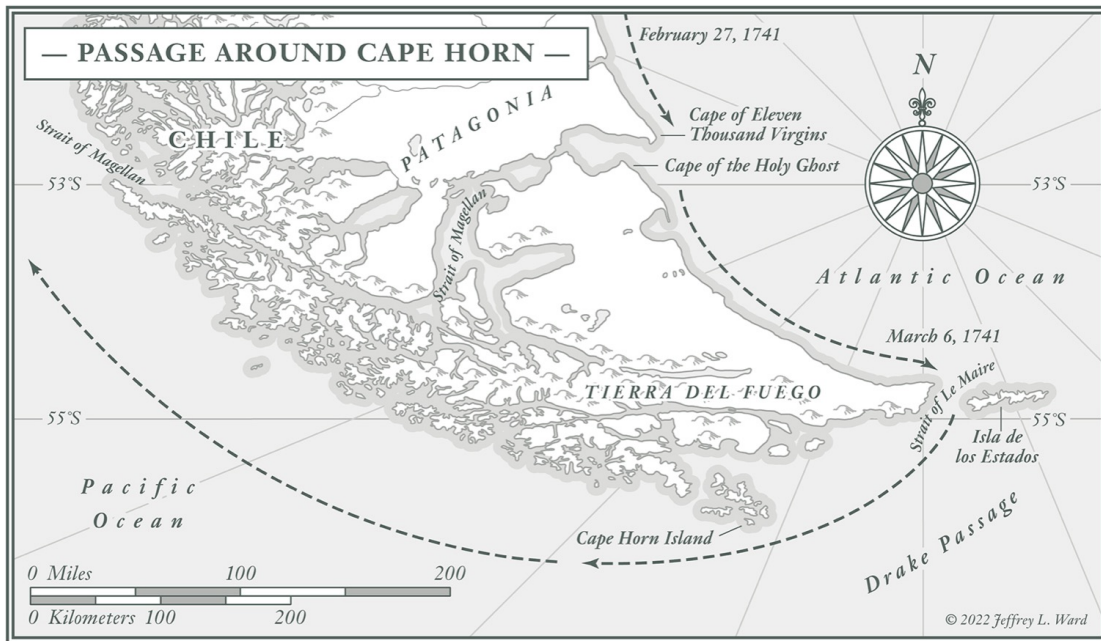 — PASSAGE AROUND CAPE HORN —
February 27, 1741
N
Cape of Eleven
Thousand Virgins
Cape of the Holy Ghost
PATAGONIA
CHILE
Strait of Magellan
53°S
53°S
Strait of Magellan
Atlantic Ocean
March 6, 1741
TIERRA DEL FUEGO
Strait of Le Maire
55°S
55°S
Isla de
los Estados
Pacific
Ocean
Cape Horn Island
Drake Passage
0 Miles 100 200
0 Kilometers 100 200
© 2022 Jeffrey L. Ward